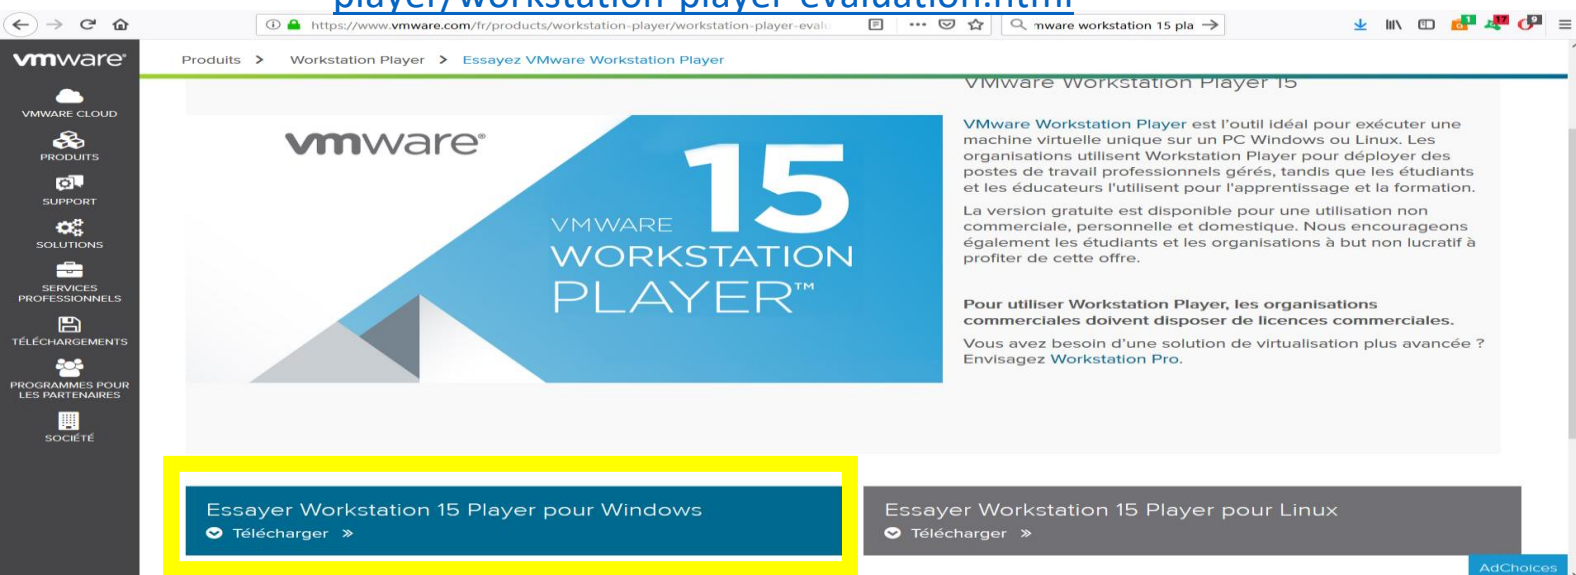 player/workstation-player-evaluation.html
https://www.vmware.com/fr/products/workstation-player/workstation-player-evalu
mware workstation 15 pla
1
17
9
vmware®
Produits > Workstation Player > Essayez VMware Workstation Player
VMWARE CLOUD
PRODUITS
SUPPORT
SOLUTIONS
SERVICES
PROFESSIONNELS
TÉLÉCHARGEMENTS
PROGRAMMES POUR
LES PARTENAIRES
SOCIÉTÉ
vmware®
15
VMWARE
WORKSTATION
PLAYER™
VMware Workstation Player 15
VMware Workstation Player est l'outil idéal pour exécuter une
machine virtuelle unique sur un PC Windows ou Linux. Les
organisations utilisent Workstation Player pour déployer des
postes de travail professionnels gérés, tandis que les étudiants
et les éducateurs l'utilisent pour l'apprentissage et la formation.
La version gratuite est disponible pour une utilisation non
commerciale, personnelle et domestique. Nous encourageons
également les étudiants et les organisations à but non lucratif à
profiter de cette offre.
Pour utiliser Workstation Player, les organisations
commerciales doivent disposer de licences commerciales.
Vous avez besoin d'une solution de virtualisation plus avancée ?
Envisagez Workstation Pro.
Essayer Workstation 15 Player pour Windows
Télécharger »
Essayer Workstation 15 Player pour Linux
Télécharger »
AdChoices